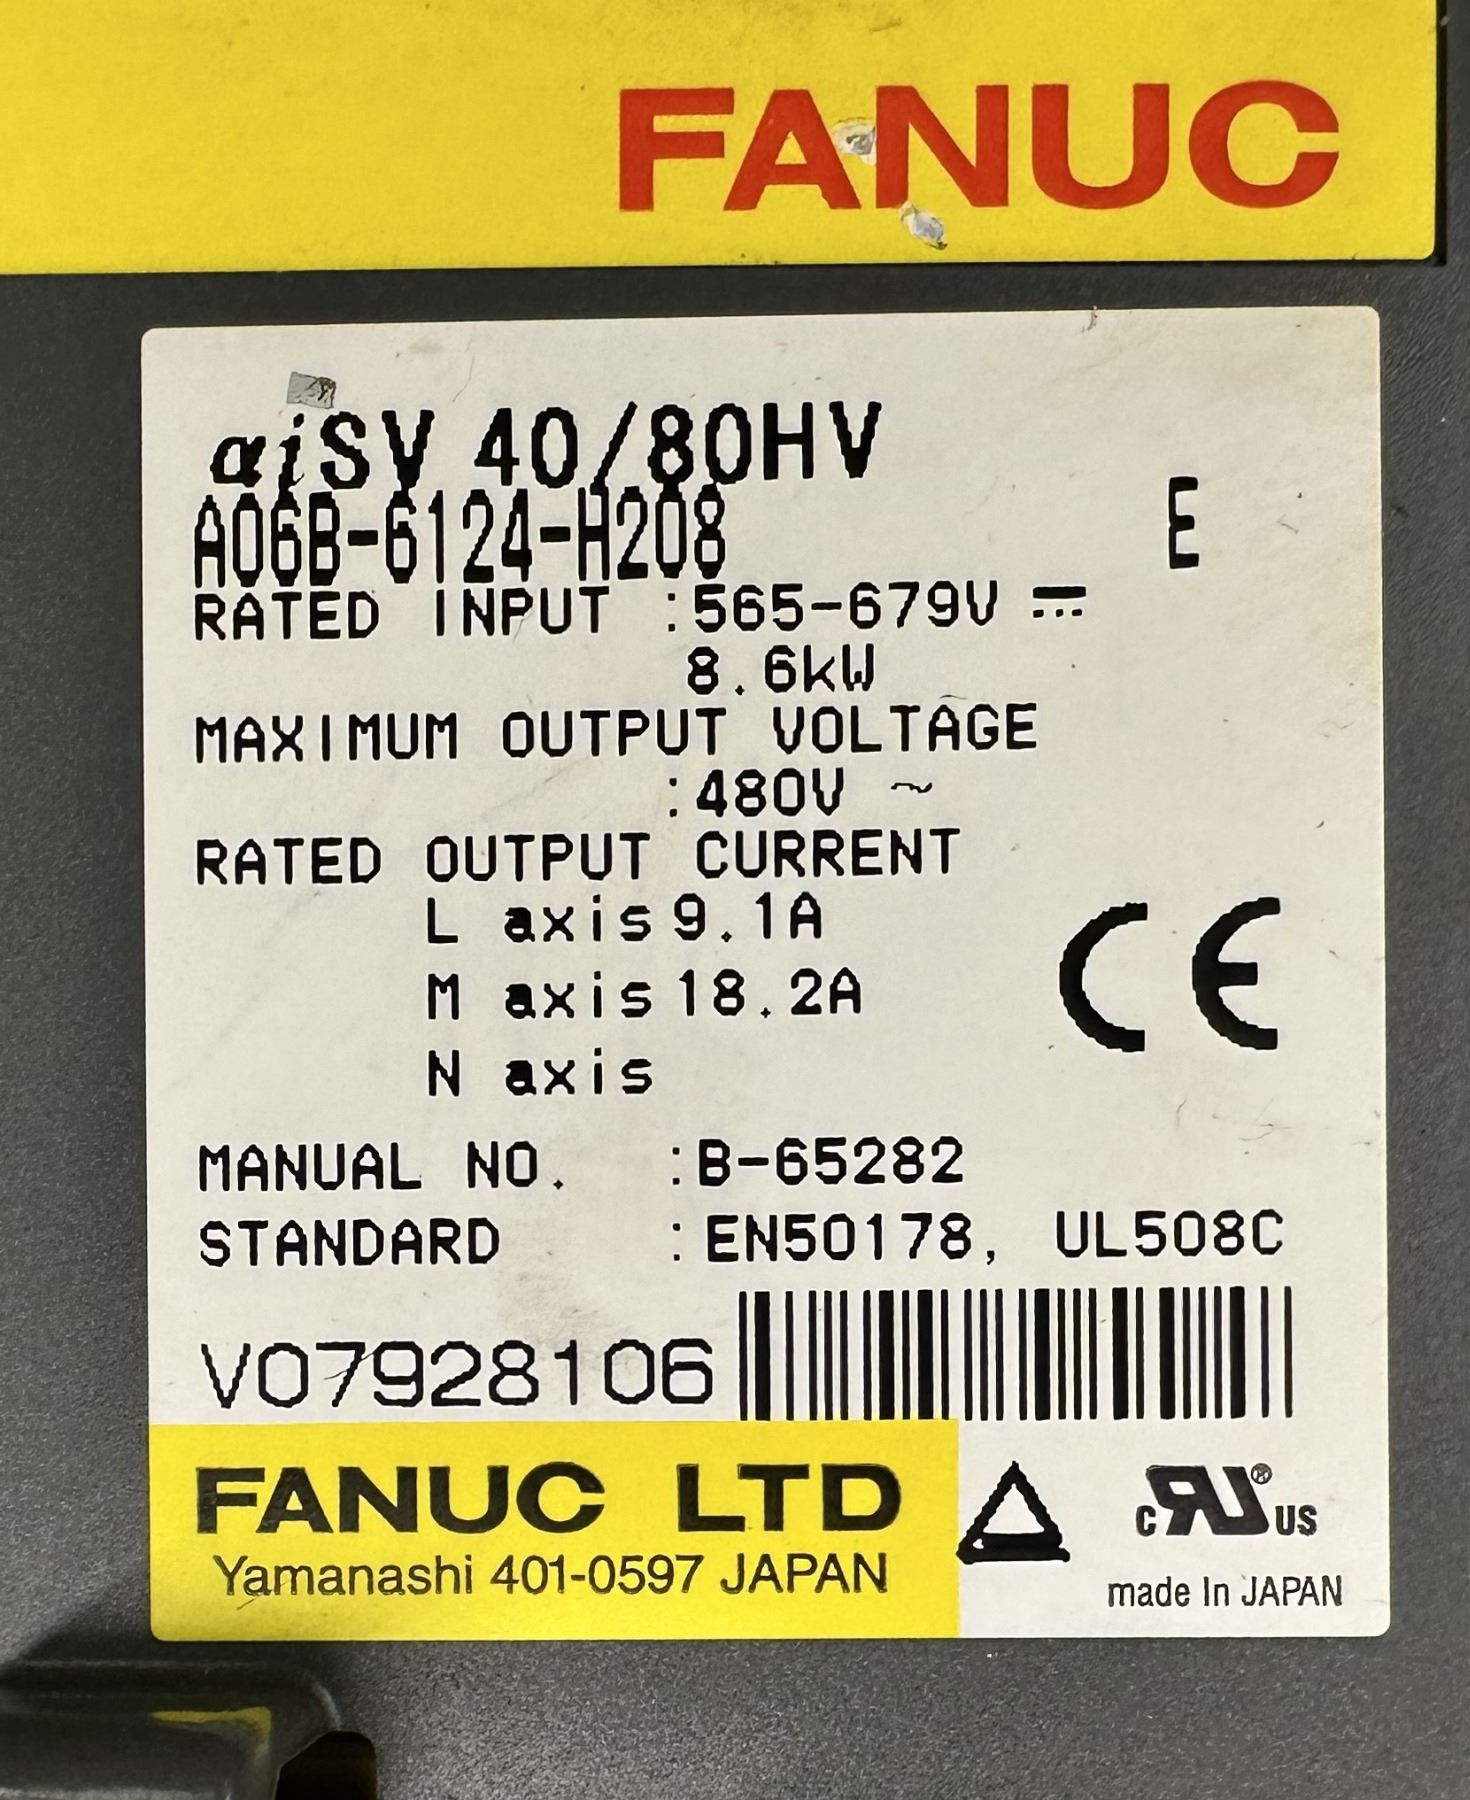 FANUC
αiSV 40/80HV
A06B-6124-H208 E
RATED INPUT :565-679V ⎓
8.6kW
MAXIMUM OUTPUT VOLTAGE
:480V ~
RATED OUTPUT CURRENT
L axis 9.1A
M axis 18.2A
N axis
CE
MANUAL NO. :B-65282
STANDARD :EN50178, UL508C
V07928106
FANUC LTD
Yamanashi 401-0597 JAPAN
c RU ® US
made In JAPAN